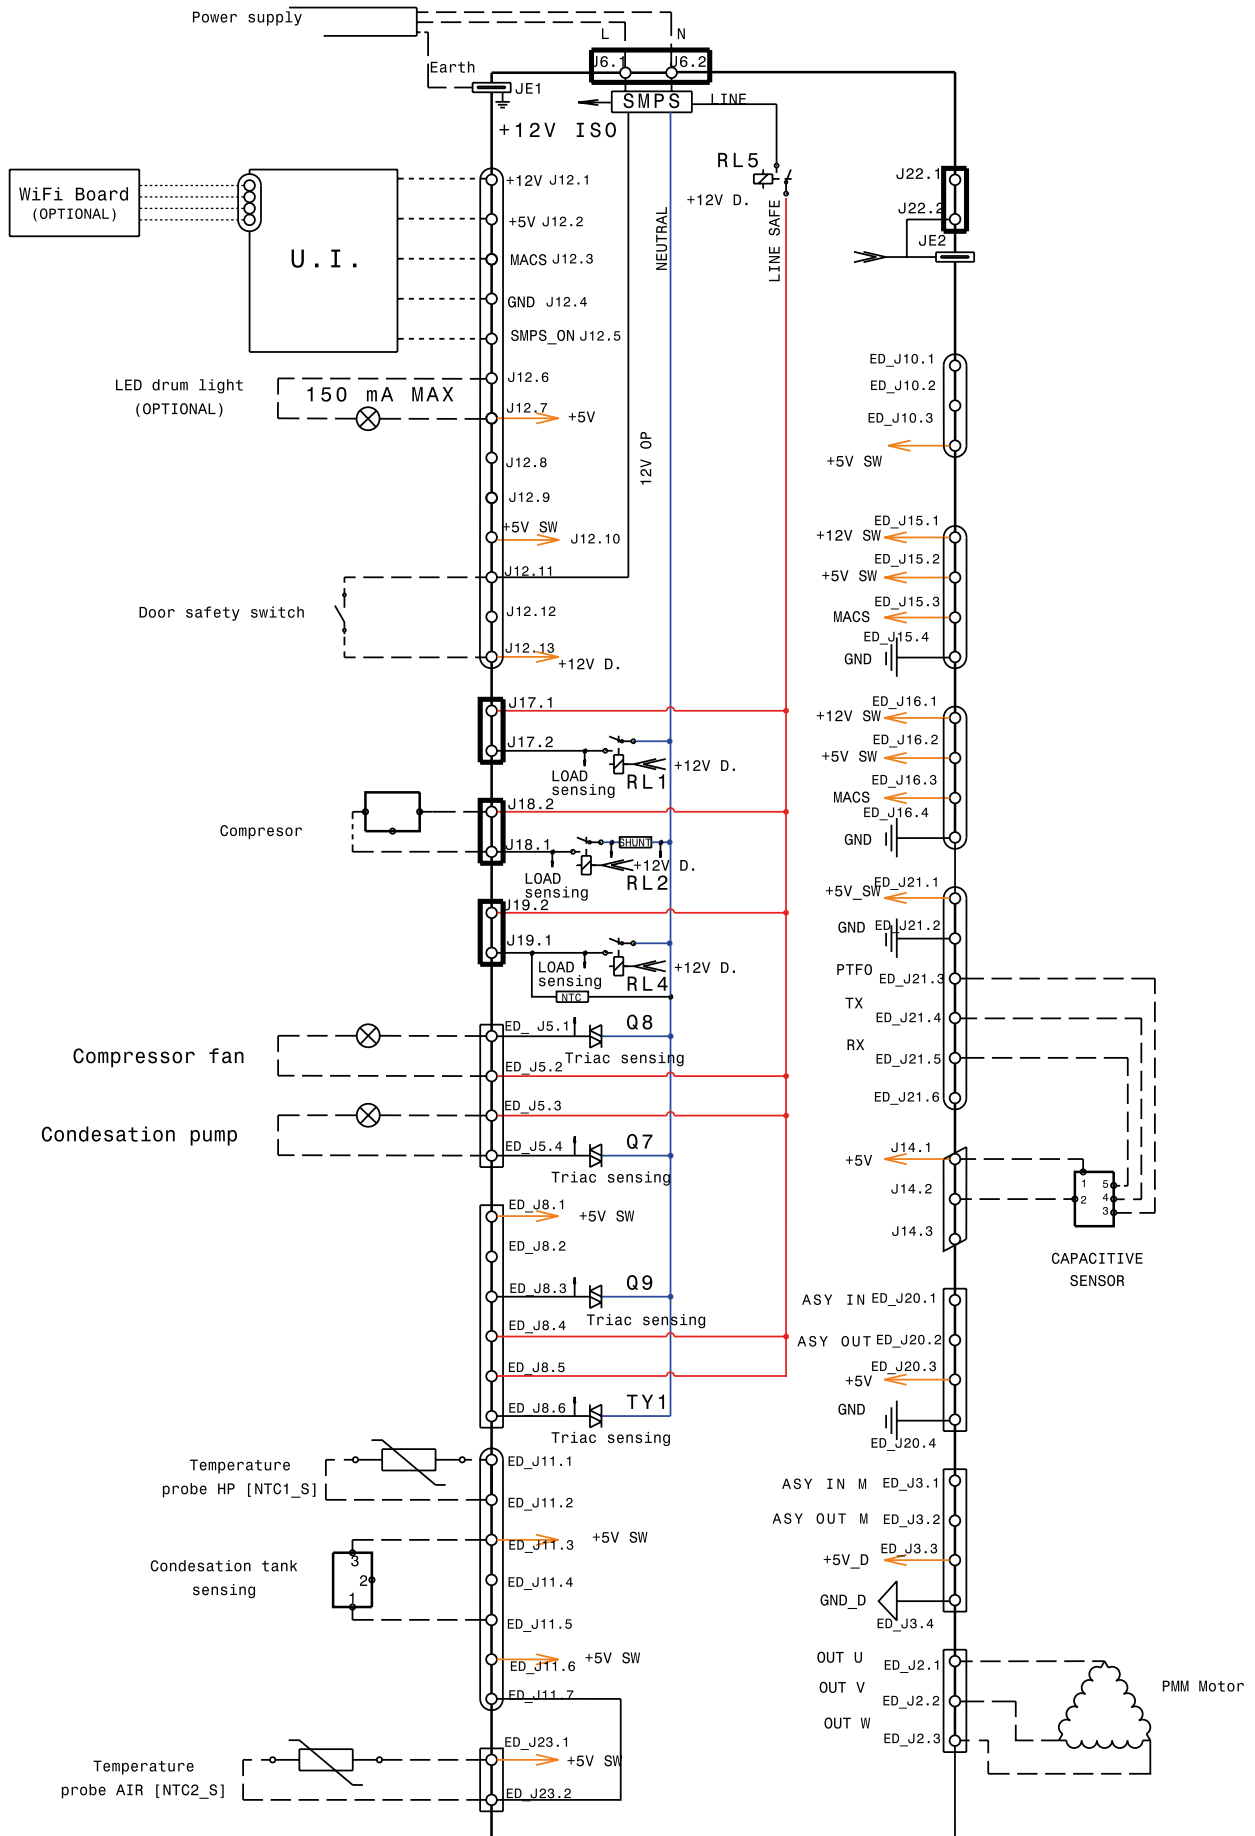 Power supply
L
N
J6.1
J6.2
Earth
JE1
SMPS
LINE
+12V ISO
RL5
+12V D.
LINE SAFE
NEUTRAL
12V OP
WiFi Board
(OPTIONAL)
U.I.
+12V J12.1
+5V J12.2
MACS J12.3
GND J12.4
SMPS_ON J12.5
LED drum light
(OPTIONAL)
150 mA MAX
J12.6
J12.7
+5V
J12.8
J12.9
+5V SW
J12.10
J12.11
Door safety switch
J12.12
J12.13
+12V D.
J17.1
J17.2
LOAD
sensing
RL1
+12V D.
Compresor
J18.2
J18.1
SHUNT
LOAD
sensing
RL2
+12V D.
J19.2
J19.1
LOAD
sensing
RL4
+12V D.
NTC
Compressor fan
ED_ J5.1
Q8
Triac sensing
ED_J5.2
Condesation pump
ED_J5.3
ED_J5.4
Q7
Triac sensing
ED_J8.1
+5V SW
ED_J8.2
ED_J8.3
Q9
Triac sensing
ED_J8.4
ED_J8.5
ED_J8.6
TY1
Triac sensing
Temperature
probe HP [NTC1_S]
ED_J11.1
ED_J11.2
Condesation tank
sensing
3
2
1
ED_J11.3
+5V SW
ED_J11.4
ED_J11.5
ED_J11.6
+5V SW
ED_J11.7
Temperature
probe AIR [NTC2_S]
ED_J23.1
+5V SW
ED_J23.2
J22.1
J22.2
JE2
ED_J10.1
ED_J10.2
ED_J10.3
+5V SW
ED_J15.1
+12V SW
ED_J15.2
+5V SW
ED_J15.3
MACS
ED_J15.4
GND
ED_J16.1
+12V SW
ED_J16.2
+5V SW
ED_J16.3
MACS
ED_J16.4
GND
ED_J21.1
+5V_SW
GND ED_J21.2
PTFO
ED_J21.3
TX
ED_J21.4
RX
ED_J21.5
ED_J21.6
J14.1
+5V
J14.2
J14.3
1
2
5
4
3
CAPACITIVE
SENSOR
ASY IN ED_J20.1
ASY OUT ED_J20.2
ED_J20.3
+5V
GND
ED_J20.4
ASY IN M ED_J3.1
ASY OUT M ED_J3.2
ED_J3.3
+5V_D
GND_D
ED_J3.4
OUT U
ED_J2.1
OUT V
ED_J2.2
OUT W
ED_J2.3
PMM Motor